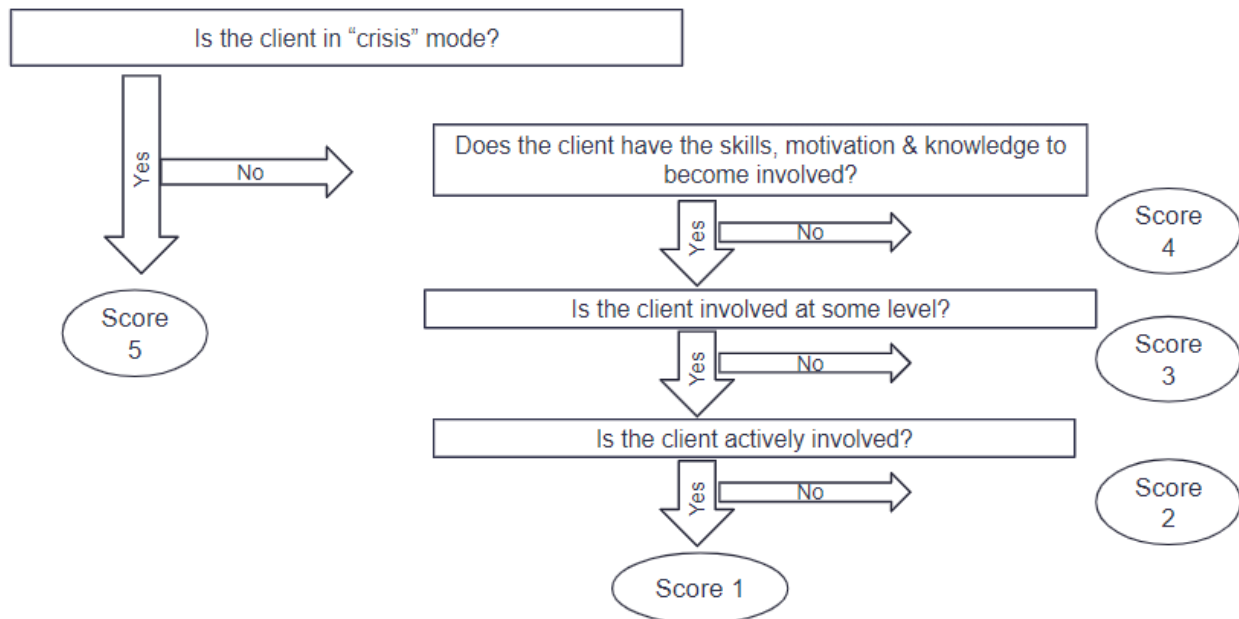 Is the client in “crisis” mode?
Yes
No
Does the client have the skills, motivation & knowledge to
become involved?
Yes
No
Score
4
Is the client involved at some level?
Score
5
Yes
No
Score
3
Is the client actively involved?
Yes
No
Score
2
Score 1